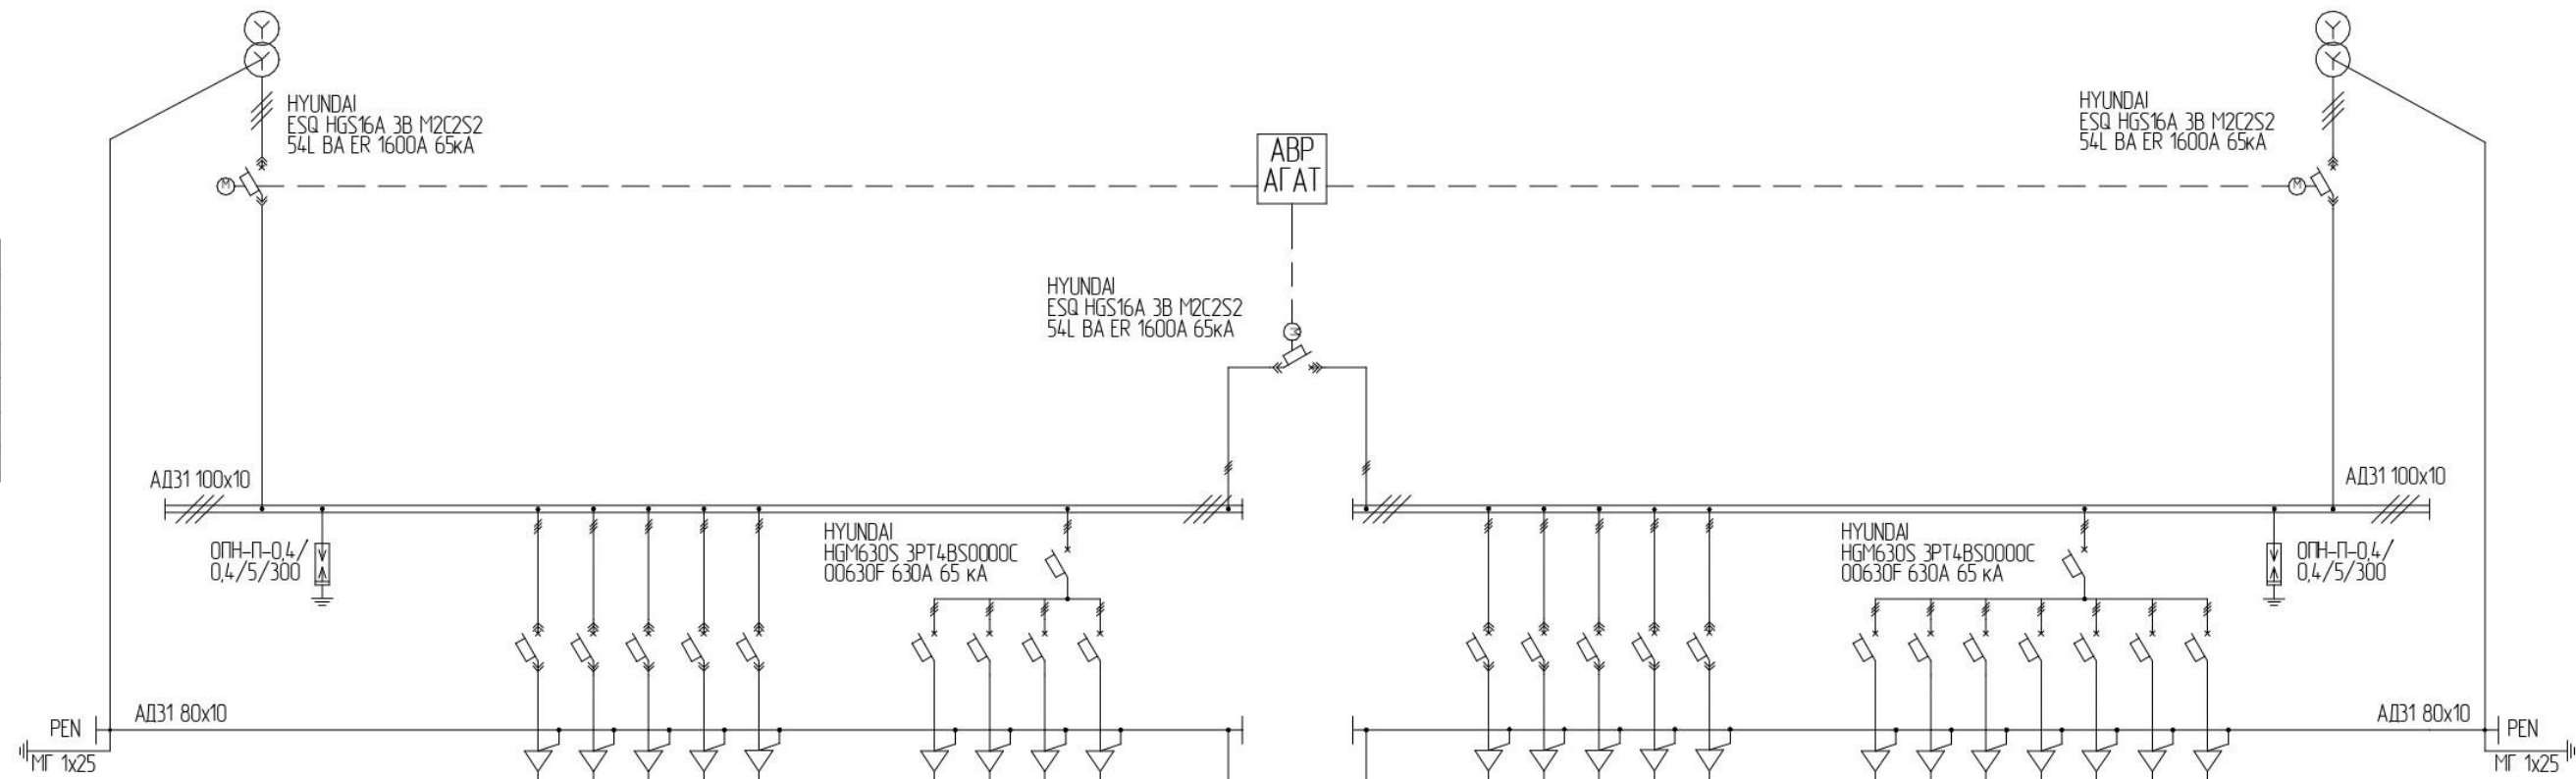 HYUNDAI
ESQ HGS16A 3B M2C2S2
54L BA ER 1600A 65кА
HYUNDAI
ESQ HGS16A 3B M2C2S2
54L BA ER 1600A 65кА
М
АВР
АГАТ
М
HYUNDAI
ESQ HGS16A 3B M2C2S2
54L BA ER 1600A 65кА
М
АД31 100х10
АД31 100х10
ОПН-П-0,4/
0,4/5/300
HYUNDAI
HGM630S 3PT4BS0000C
00630F 630A 65 кА
HYUNDAI
HGM630S 3PT4BS0000C
00630F 630A 65 кА
ОПН-П-0,4/
0,4/5/300
PEN
АД31 80х10
АД31 80х10
PEN
МГ 1х25
МГ 1х25